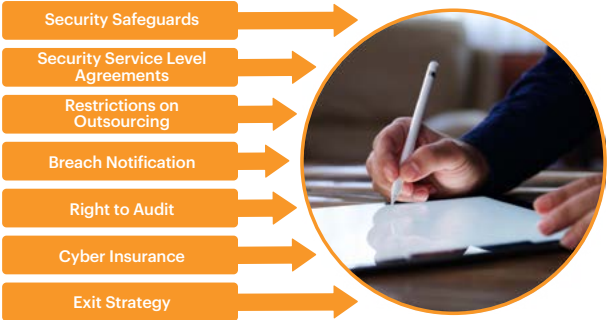 Security Safeguards
Security Service Level
Agreements
Restrictions on
Outsourcing
Breach Notification
Right to Audit
Cyber Insurance
Exit Strategy